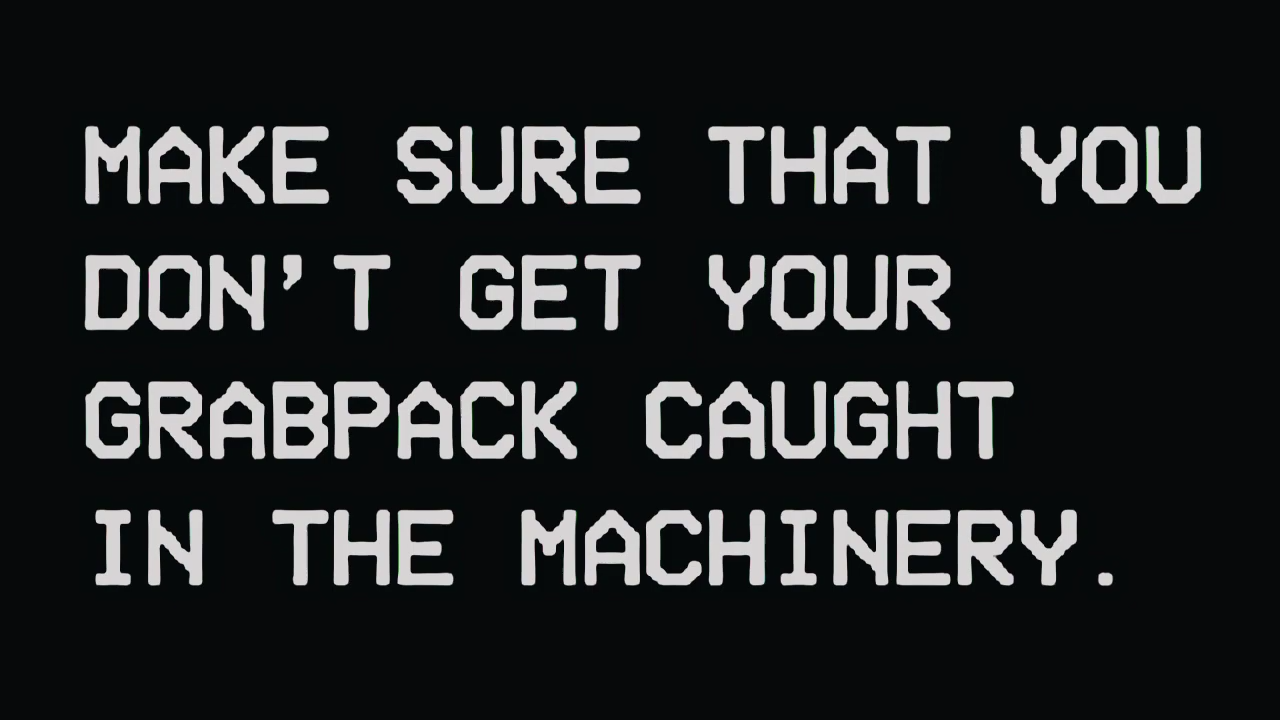 MAKE SURE THAT YOU
DON'T GET YOUR
GRABPACK CAUGHT
IN THE MACHINERY.